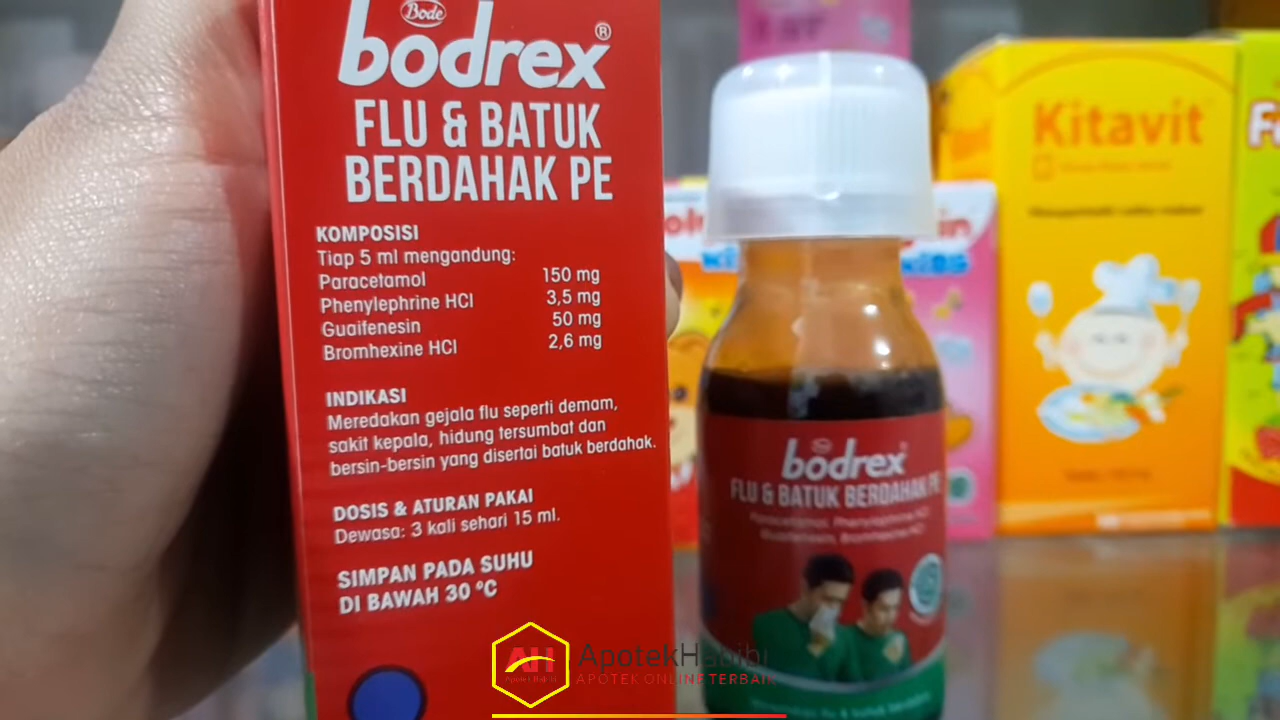 Bode
bodrex®
FLU & BATUK
BERDAHAK PE
KOMPOSISI
Tiap 5 ml mengandung:
Paracetamol 150 mg
Phenylephrine HCl 3,5 mg
Guaifenesin 50 mg
Bromhexine HCl 2,6 mg
INDIKASI
Meredakan gejala flu seperti demam,
sakit kepala, hidung tersumbat dan
bersin-bersin yang disertai batuk berdahak.
DOSIS & ATURAN PAKAI
Dewasa: 3 kali sehari 15 ml.
SIMPAN PADA SUHU
DI BAWAH 30 °C
bodrex
FLU & BATUK BERDAHAK PE
Paracetamol, Phenylephrine HCl
Guaifenesin, Bromhexine HCl
Kitavit
KIDS
AH
Apotek Habibi
ApotekHabibi
APOTEK ONLINE TERBAIK